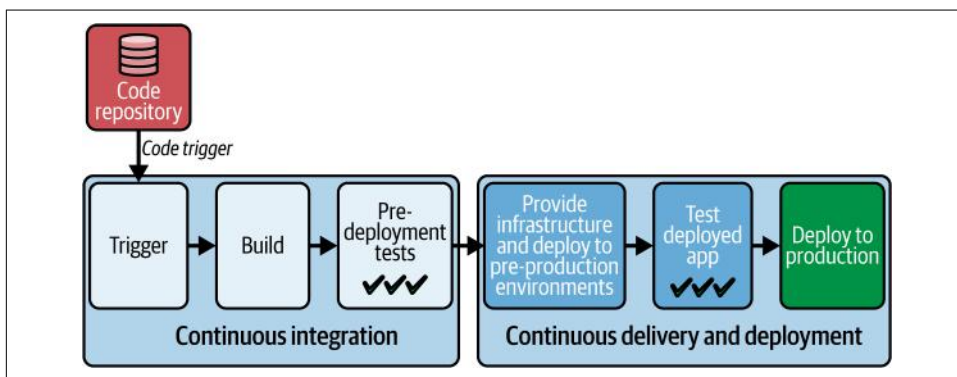 Code
repository
Code trigger
Trigger
Build
Pre-
deployment
tests
Provide
infrastructure
and deploy to
pre-production
environments
Test
deployed
app
Deploy to
production
Continuous integration
Continuous delivery and deployment